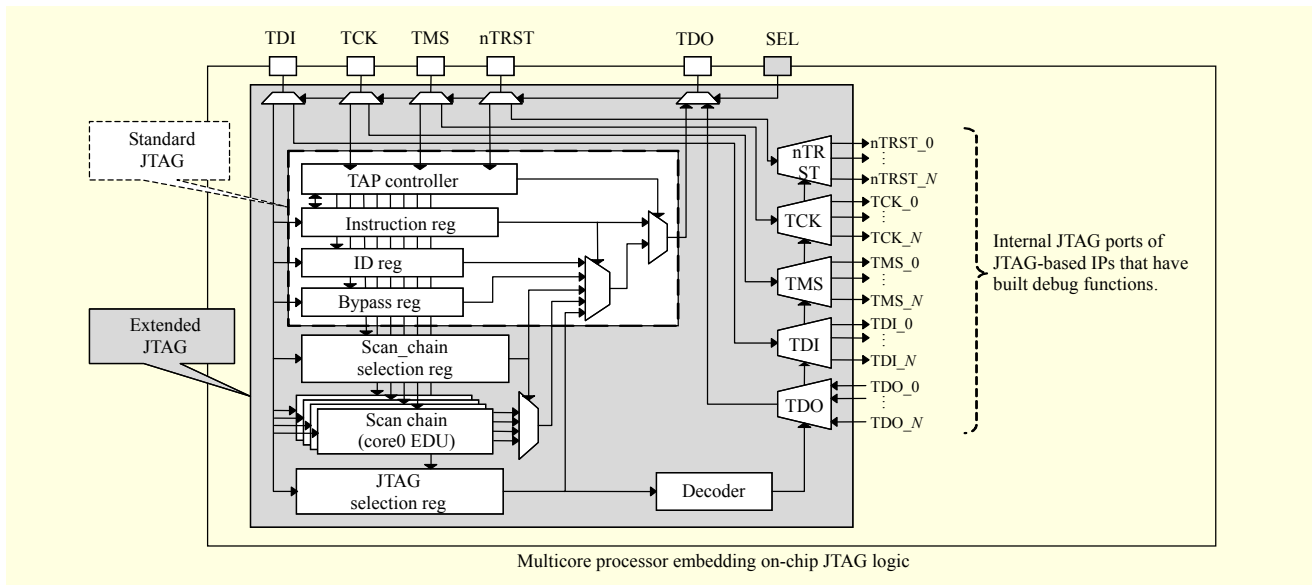 TDI TCK TMS nTRST TDO SEL
Standard
JTAG
Extended
JTAG
TAP controller
Instruction reg
ID reg
Bypass reg
Scan_chain
selection reg
Scan chain
(core0 EDU)
JTAG
selection reg
Decoder
nTR
ST
TCK
TMS
TDI
TDO
nTRST_0
⋮
nTRST_N
TCK_0
⋮
TCK_N
TMS_0
⋮
TMS_N
TDI_0
⋮
TDI_N
TDO_0
⋮
TDO_N
Internal JTAG ports of
JTAG-based IPs that have
built debug functions.
Multicore processor embedding on-chip JTAG logic